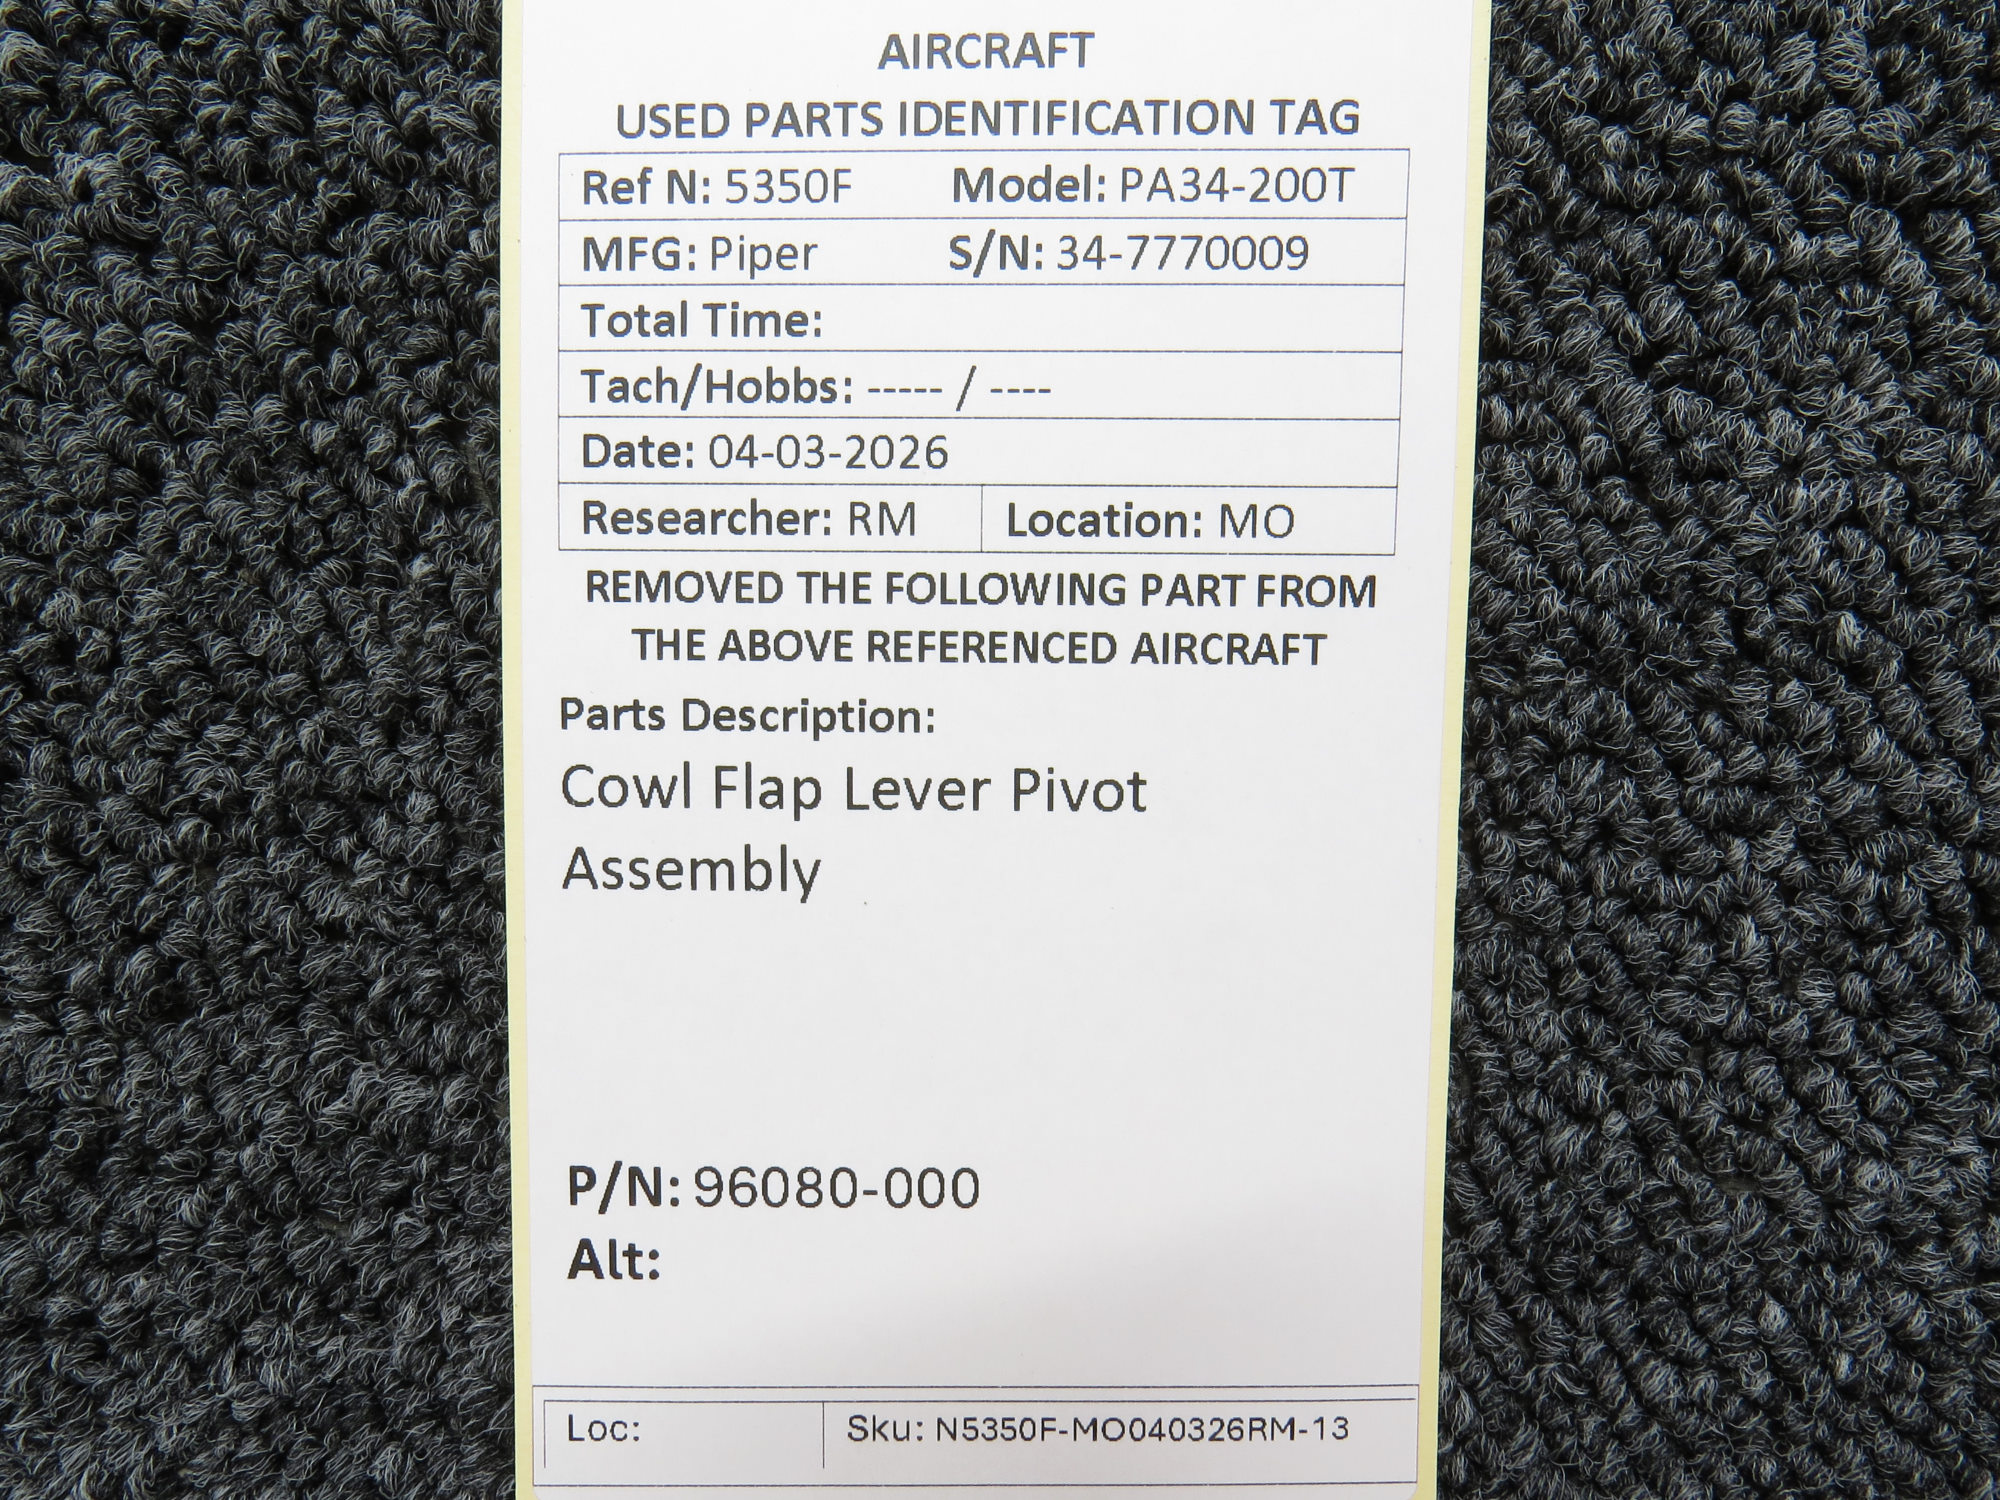 AIRCRAFT
USED PARTS IDENTIFICATION TAG
Ref N: 5350F Model: PA34-200T
MFG: Piper S/N: 34-7770009
Total Time:
Tach/Hobbs: ----- / ----
Date: 04-03-2026
Researcher: RM Location: MO
REMOVED THE FOLLOWING PART FROM
THE ABOVE REFERENCED AIRCRAFT
Parts Description:
Cowl Flap Lever Pivot
Assembly
P/N: 96080-000
Alt:
Loc: Sku: N5350F-MO040326RM-13